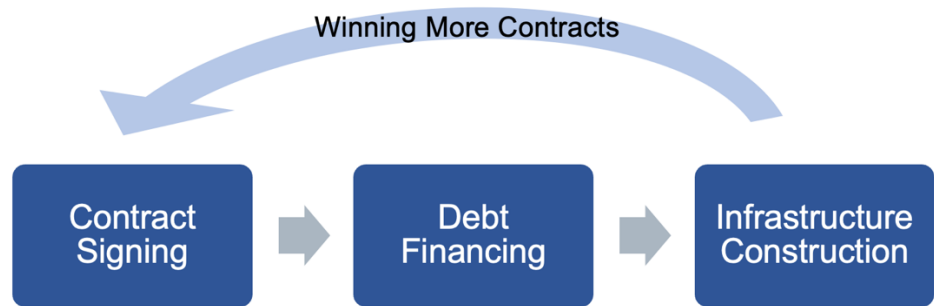 Winning More Contracts
Contract
Signing
Debt
Financing
Infrastructure
Construction